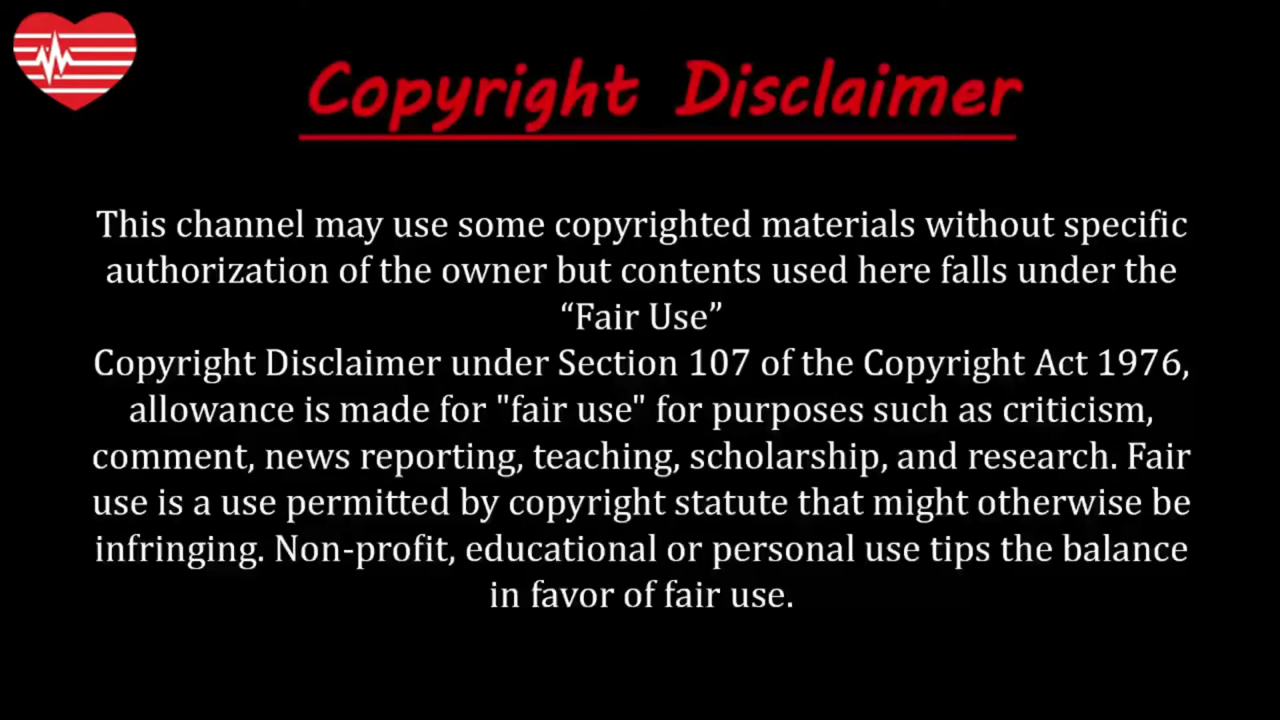 Copyright Disclaimer
This channel may use some copyrighted materials without specific
authorization of the owner but contents used here falls under the
“Fair Use”
Copyright Disclaimer under Section 107 of the Copyright Act 1976,
allowance is made for "fair use" for purposes such as criticism,
comment, news reporting, teaching, scholarship, and research. Fair
use is a use permitted by copyright statute that might otherwise be
infringing. Non-profit, educational or personal use tips the balance
in favor of fair use.